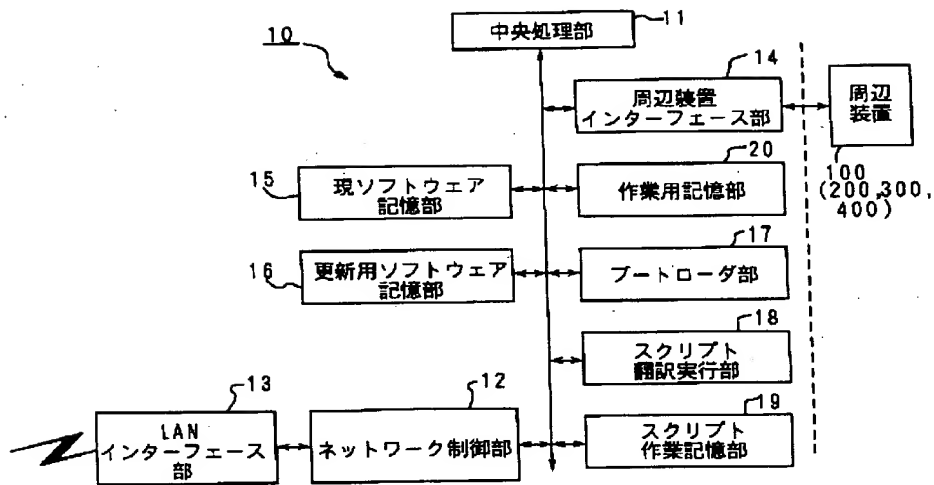 10
11
中央処理部
14
周辺装置
インターフェース部
周辺
装置
100
(200,300,
400)
15
現ソフトウェア
記憶部
20
作業用記憶部
16
更新用ソフトウェア
記憶部
17
ブートローダ部
18
スクリプト
翻訳実行部
13
LAN
インターフェース
部
12
ネットワーク制御部
19
スクリプト
作業記憶部